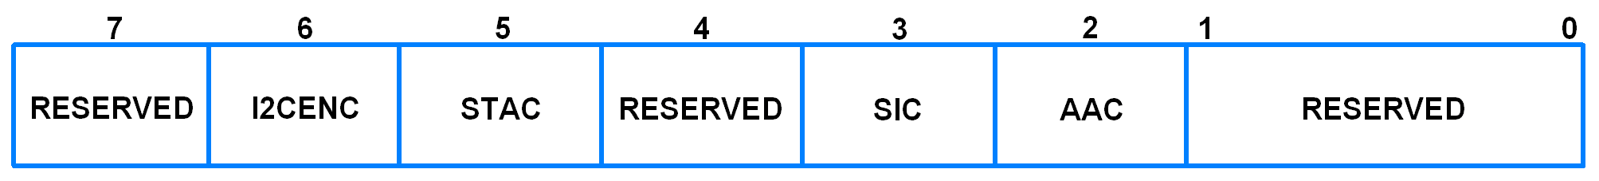 7 6 5 4 3 2 1 0
RESERVED I2CENC STAC RESERVED SIC AAC RESERVED